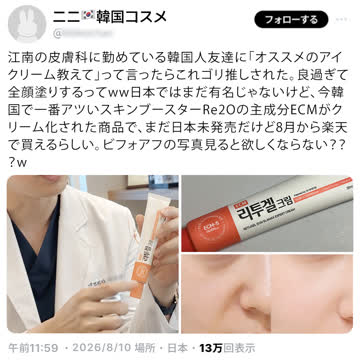 ニニ🇰🇷韓国コスメ
フォローする
江南の皮膚科に勤めている韓国人友達に「オススメのアイ
クリーム教えて」って言ったらこれゴリ推しされた。良過ぎて
全顔塗りするってww日本ではまだ有名じゃないけど、今韓
国で一番アツいスキンブースターRe2Oの主成分ECMがク
リーム化された商品で、まだ日本未発売だけど8月から楽天
で買えるらしい。ビフォアフの写真見ると欲しくならない？？
？w
ECM
리투겔 크림
ECM-5
午前11:59 ・2026/8/10 場所・日本・13万回表示